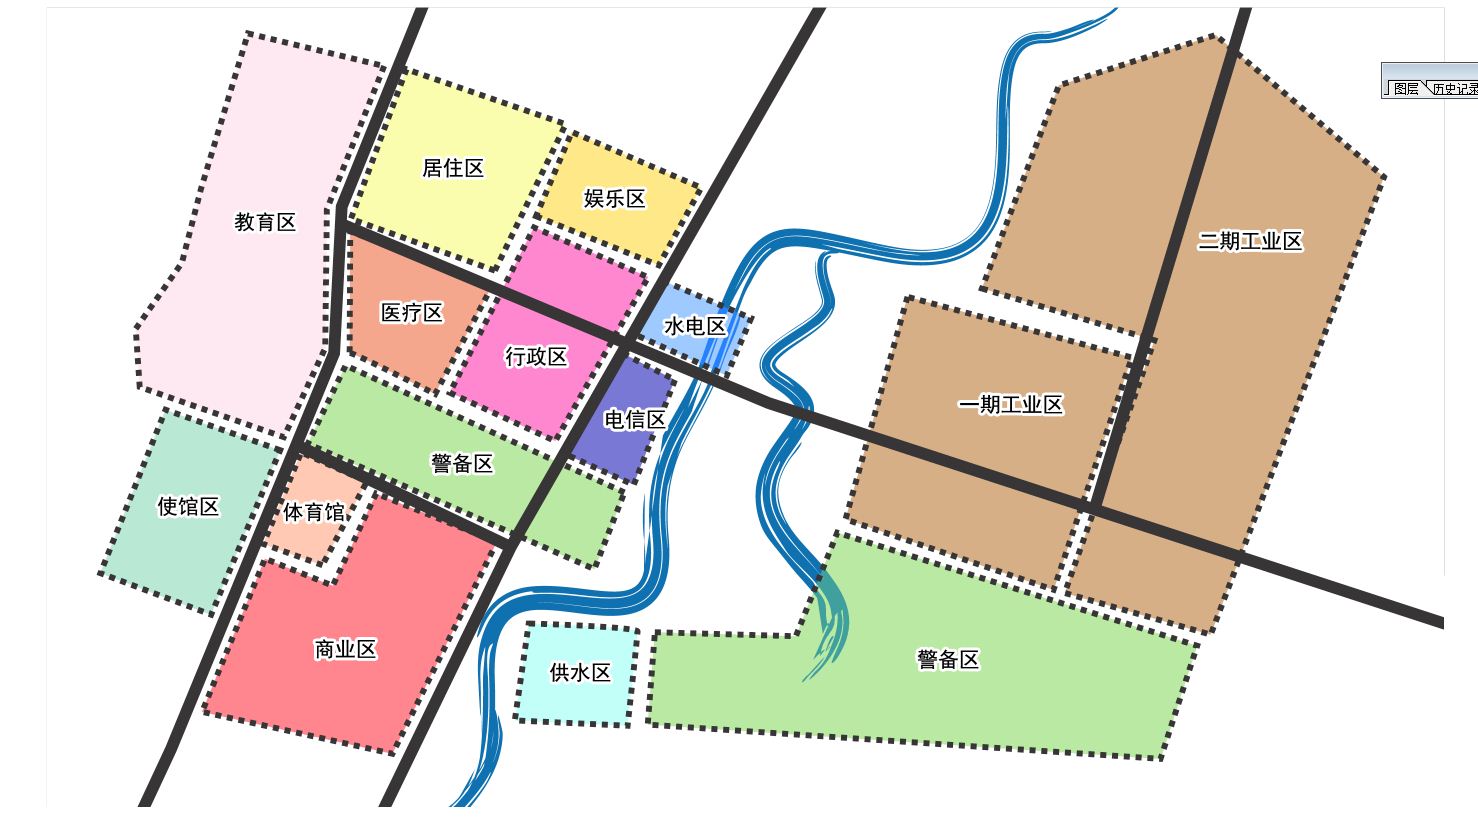 图层 历史记录
居住区
娱乐区
教育区
二期工业区
医疗区
水电区
行政区
一期工业区
电信区
警备区
使馆区
体育馆
商业区
警备区
供水区